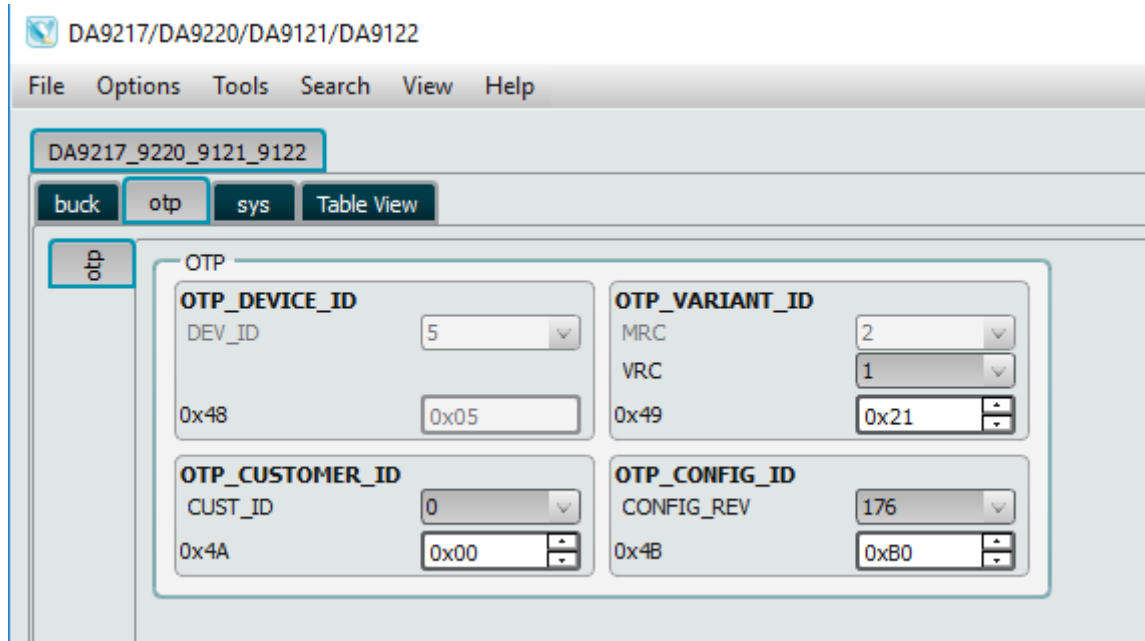 DA9217/DA9220/DA9121/DA9122
File Options Tools Search View Help
DA9217_9220_9121_9122
buck otp sys Table View
otp
OTP
OTP_DEVICE_ID
DEV_ID 5
0x48 0x05
OTP_VARIANT_ID
MRC 2
VRC 1
0x49 0x21
OTP_CUSTOMER_ID
CUST_ID 0
0x4A 0x00
OTP_CONFIG_ID
CONFIG_REV 176
0x4B 0xB0